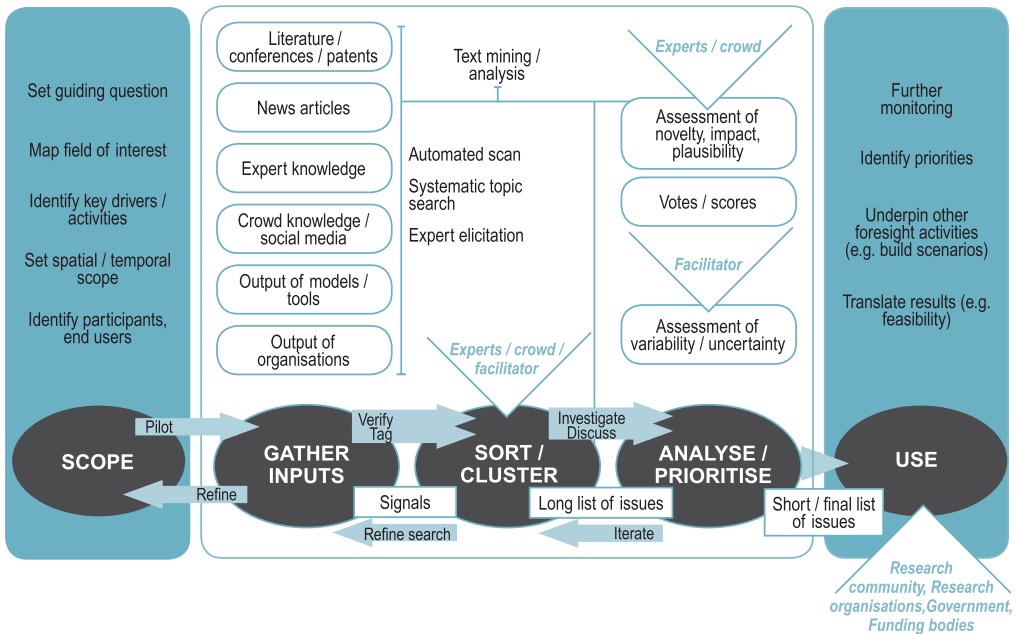 Set guiding question
Map field of interest
Identify key drivers /
activities
Set spatial / temporal
scope
Identify participants,
end users
Literature /
conferences / patents
News articles
Expert knowledge
Crowd knowledge /
social media
Output of models /
tools
Output of
organisations
Text mining /
analysis
Automated scan
Systematic topic
search
Expert elicitation
Experts / crowd /
facilitator
Experts / crowd
Assessment of
novelty, impact,
plausibility
Votes / scores
Facilitator
Assessment of
variability / uncertainty
Further
monitoring
Identify priorities
Underpin other
foresight activities
(e.g. build scenarios)
Translate results (e.g.
feasibility)
SCOPE
Pilot
Refine
GATHER
INPUTS
Verify
Tag
Signals
Refine search
SORT /
CLUSTER
Investigate
Discuss
Long list of issues
Iterate
ANALYSE /
PRIORITISE
Short / final list
of issues
USE
Research
community, Research
organisations,Government,
Funding bodies